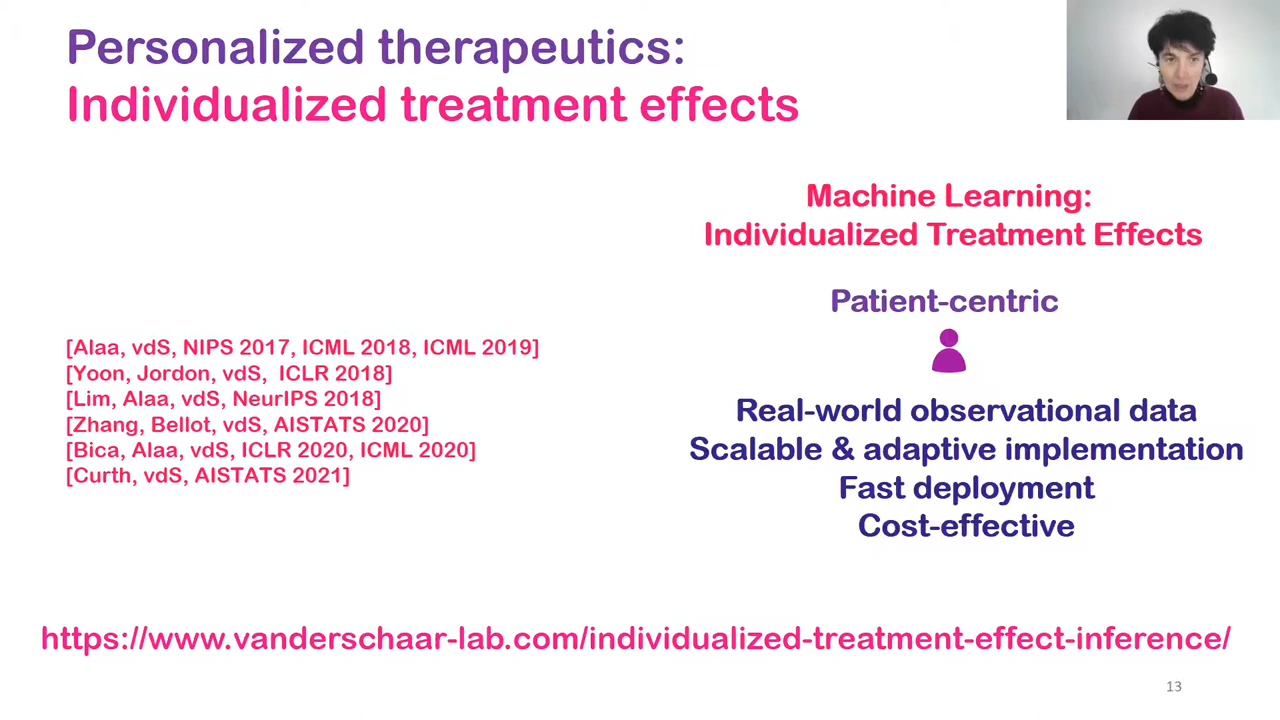 Personalized therapeutics:
Individualized treatment effects
Machine Learning:
Individualized Treatment Effects
Patient-centric
[Alaa, vdS, NIPS 2017, ICML 2018, ICML 2019]
[Yoon, Jordon, vdS, ICLR 2018]
[Lim, Alaa, vdS, NeurIPS 2018]
[Zhang, Bellot, vdS, AISTATS 2020]
[Bica, Alaa, vdS, ICLR 2020, ICML 2020]
[Curth, vdS, AISTATS 2021]
Real-world observational data
Scalable & adaptive implementation
Fast deployment
Cost-effective
https://www.vanderschaar-lab.com/individualized-treatment-effect-inference/
13